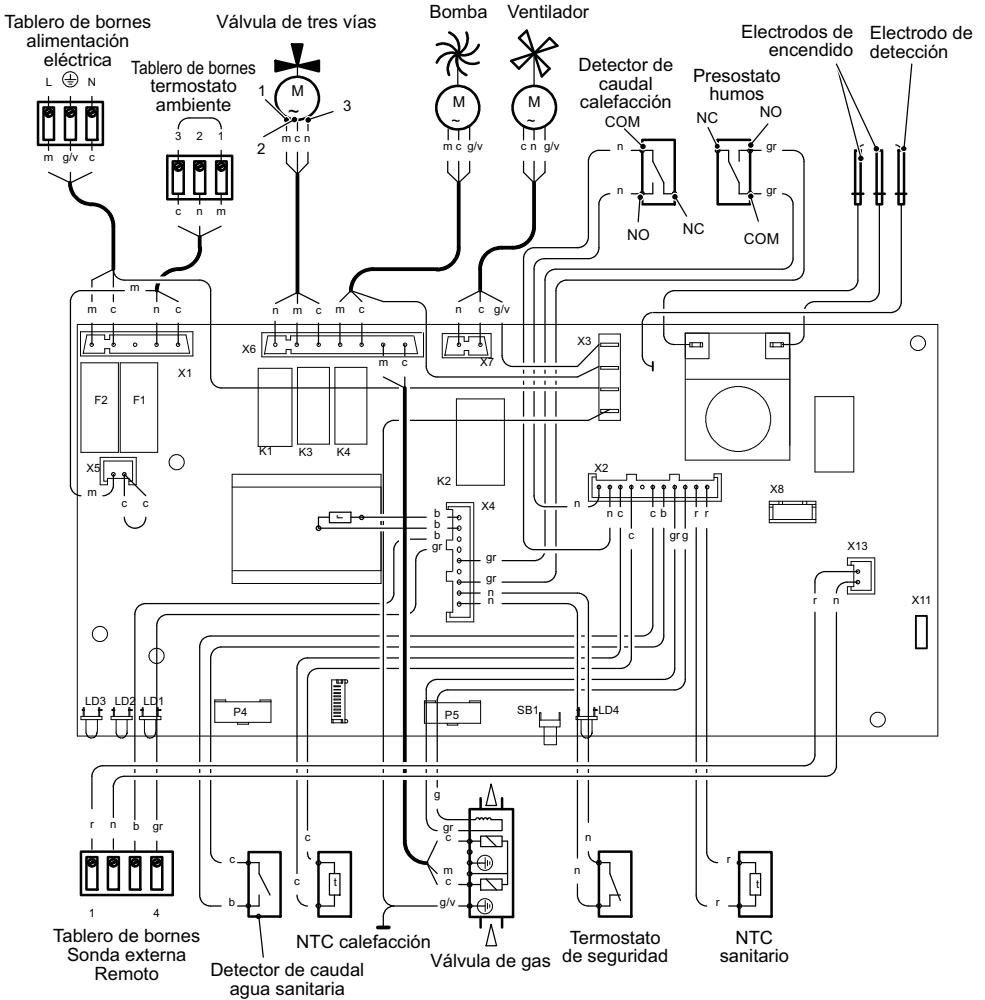 Tablero de bornes
alimentación
eléctrica
L N
m g/v c
Tablero de bornes
termostato
ambiente
3 2 1
c n m
Válvula de tres vías
M
~
1
2
3
m c n
Bomba
M
~
m c g/v
Ventilador
M
~
c n g/v
Detector de
caudal
calefacción
COM
n
n
NO
NC
Presostato
humos
NC
NO
gr
gr
COM
Electrodos de
encendido
Electrodo de
detección
m
m c n c
n m c m c
n c g/v
X1
X6
m c
X7
X3
F2 F1
K1 K3 K4
K2
X5
m c c
X4
b
b
b
gr
gr
gr
n
n
X2
n n c c c b gr g r r
X8
X13
r n
X11
LD3 LD2 LD1
P4
P5
SB1
LD4
r n b gr
1 4
Tablero de bornes
Sonda externa
Remoto
c
b
Detector de caudal
agua sanitaria
c
c
t
NTC calefacción
g
gr
c
m
c
g/v
Válvula de gas
n
n
Termostato
de seguridad
r
r
t
NTC
sanitario